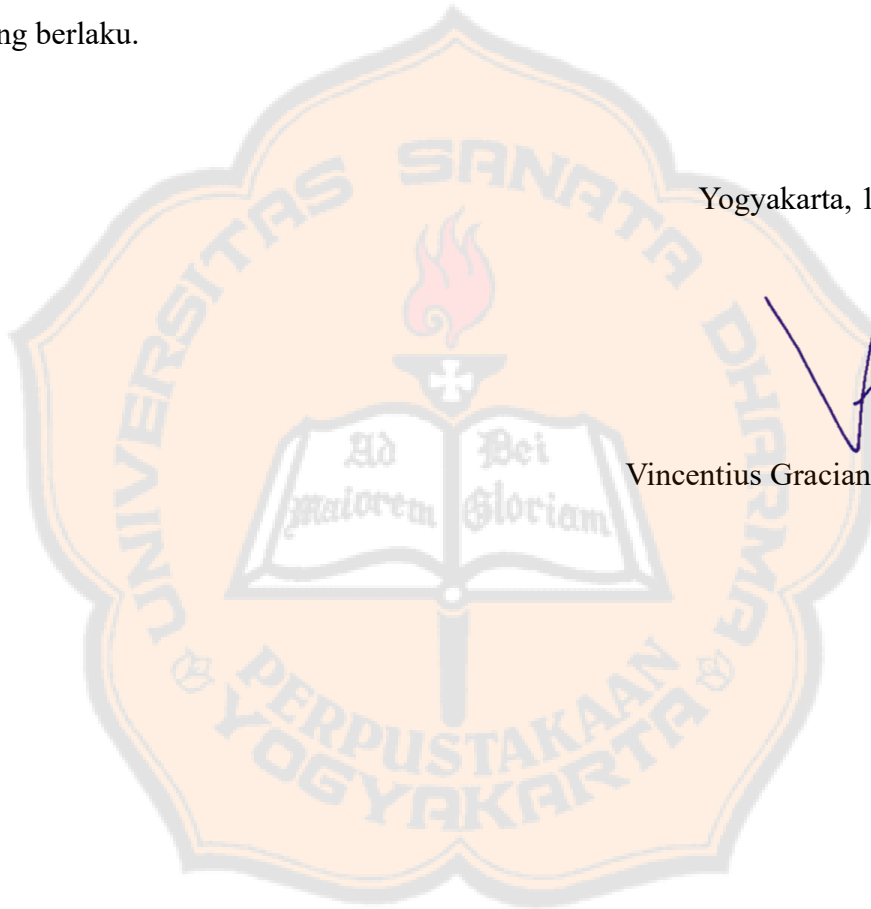 ng berlaku.
UNIVERSITAS SANATA DHARMA
Yogyakarta, 1
Ad Dei
maiorem Gloriam
Vincentius Gracian
PERPUSTAKAAN
YOGYAKARTA